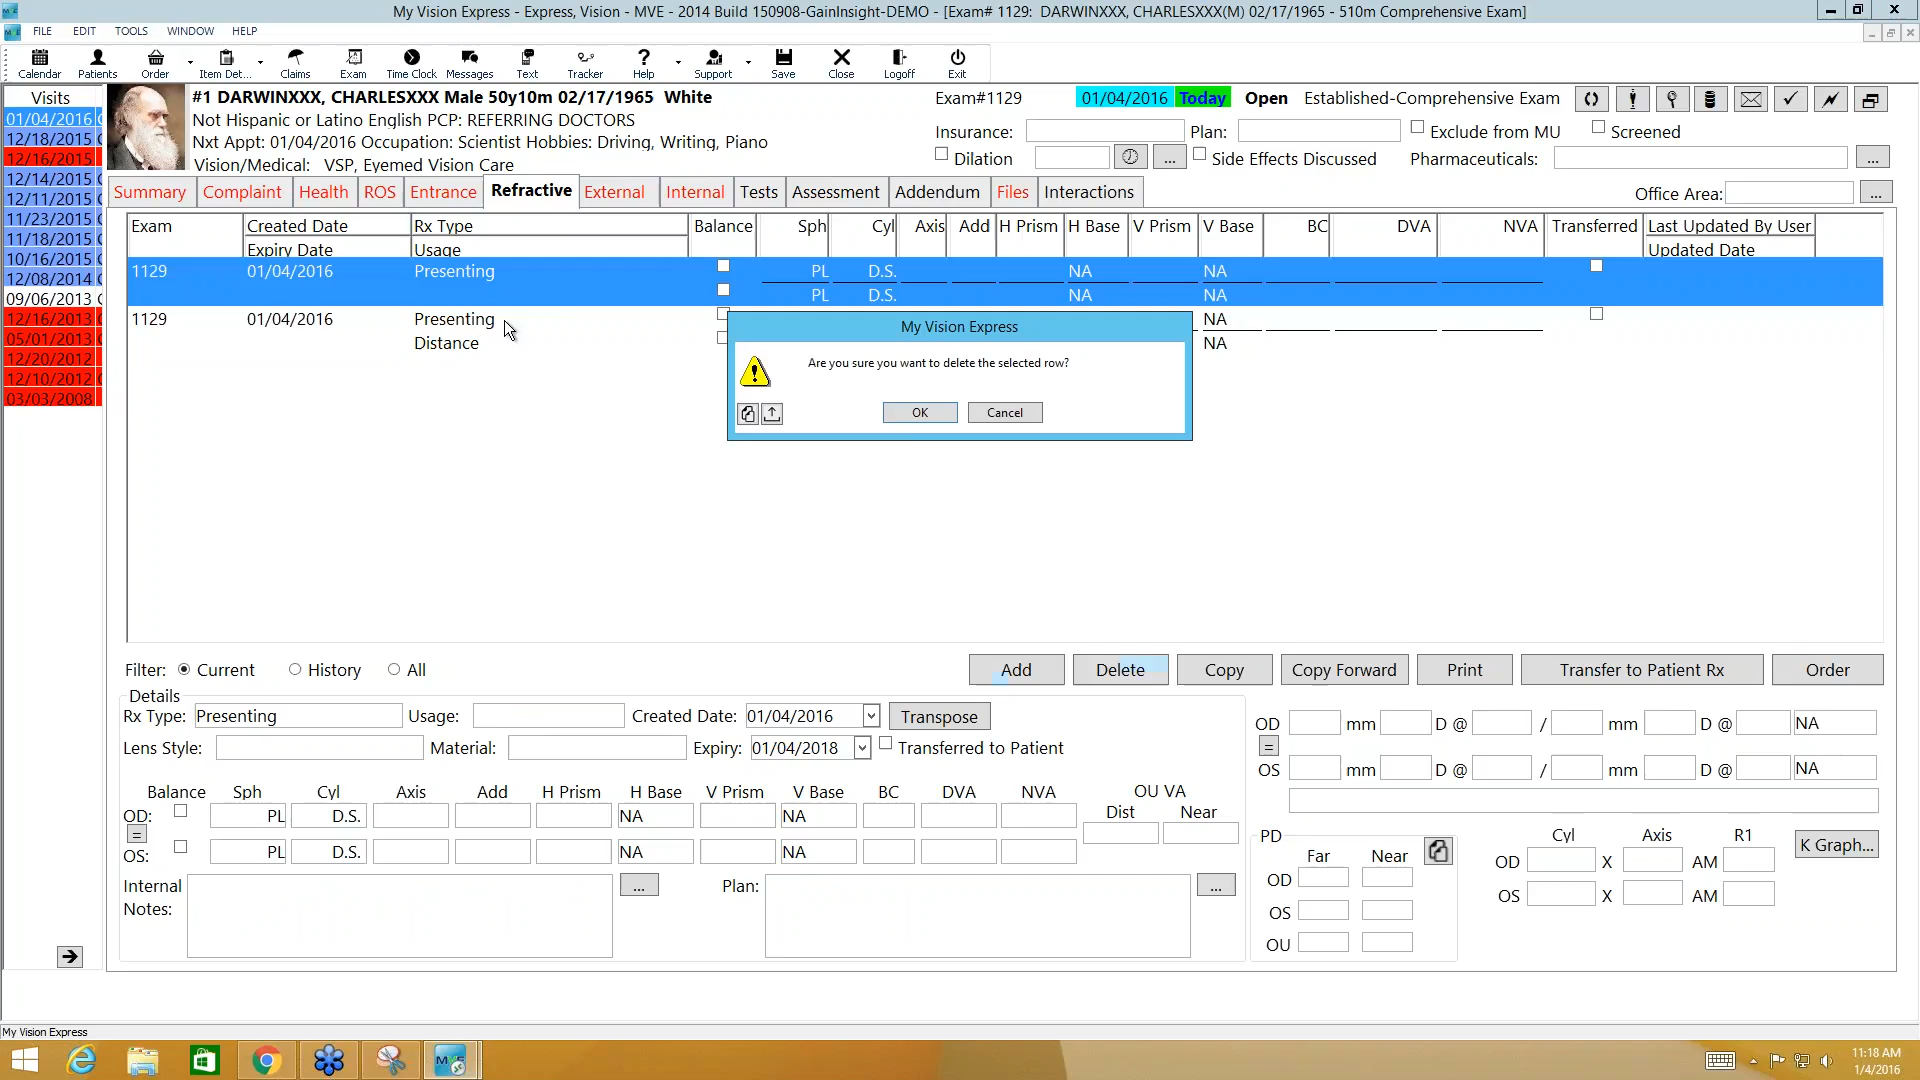 My Vision Express - Express, Vision - MVE - 2014 Build 150908-GainInsight-DEMO - [Exam# 1129: DARWINXXX, CHARLESXXX(M) 02/17/1965 - 510m Comprehensive Exam]
FILE EDIT TOOLS WINDOW HELP
Calendar Patients Order Item Det... Claims Exam Time Clock Messages Text Tracker Help Support Save Close Logoff Exit
Visits
01/04/2016 C
12/18/2015 C
12/16/2015 C
12/14/2015 C
12/11/2015 C
11/23/2015 C
11/18/2015 C
10/16/2015 C
12/08/2014 C
09/06/2013 C
12/16/2013 C
05/01/2013 C
12/20/2012 C
12/10/2012 C
03/03/2008 C
#1 DARWINXXX, CHARLESXXX Male 50y10m 02/17/1965 White
Not Hispanic or Latino English PCP: REFERRING DOCTORS
Nxt Appt: 01/04/2016 Occupation: Scientist Hobbies: Driving, Writing, Piano
Vision/Medical: VSP, Eyemed Vision Care
Exam#1129 01/04/2016 Today Open Established-Comprehensive Exam
Insurance: Plan: Exclude from MU Screened
Dilation ... Side Effects Discussed Pharmaceuticals: ...
Summary Complaint Health ROS Entrance Refractive External Internal Tests Assessment Addendum Files Interactions
Office Area: ...
Exam Created Date Rx Type Balance Sph Cyl Axis Add H Prism H Base V Prism V Base BC DVA NVA Transferred Last Updated By User
Expiry Date Usage Updated Date
1129 01/04/2016 Presenting PL D.S. NA NA
PL D.S. NA NA
1129 01/04/2016 Presenting NA
Distance NA
My Vision Express
Are you sure you want to delete the selected row?
OK Cancel
Filter: Current History All
Add Delete Copy Copy Forward Print Transfer to Patient Rx Order
Details
Rx Type: Presenting Usage: Created Date: 01/04/2016 Transpose
Lens Style: Material: Expiry: 01/04/2018 Transferred to Patient
Balance Sph Cyl Axis Add H Prism H Base V Prism V Base BC DVA NVA OU VA
Dist Near
OD: PL D.S. NA NA
=
OS: PL D.S. NA NA
Internal Notes: ... Plan: ...
OD mm D @ / mm D @ NA
=
OS mm D @ / mm D @ NA
PD
Far Near
OD
OS
OU
Cyl Axis R1
OD X AM
OS X AM
K Graph...
My Vision Express
MVE
11:18 AM
1/4/2016